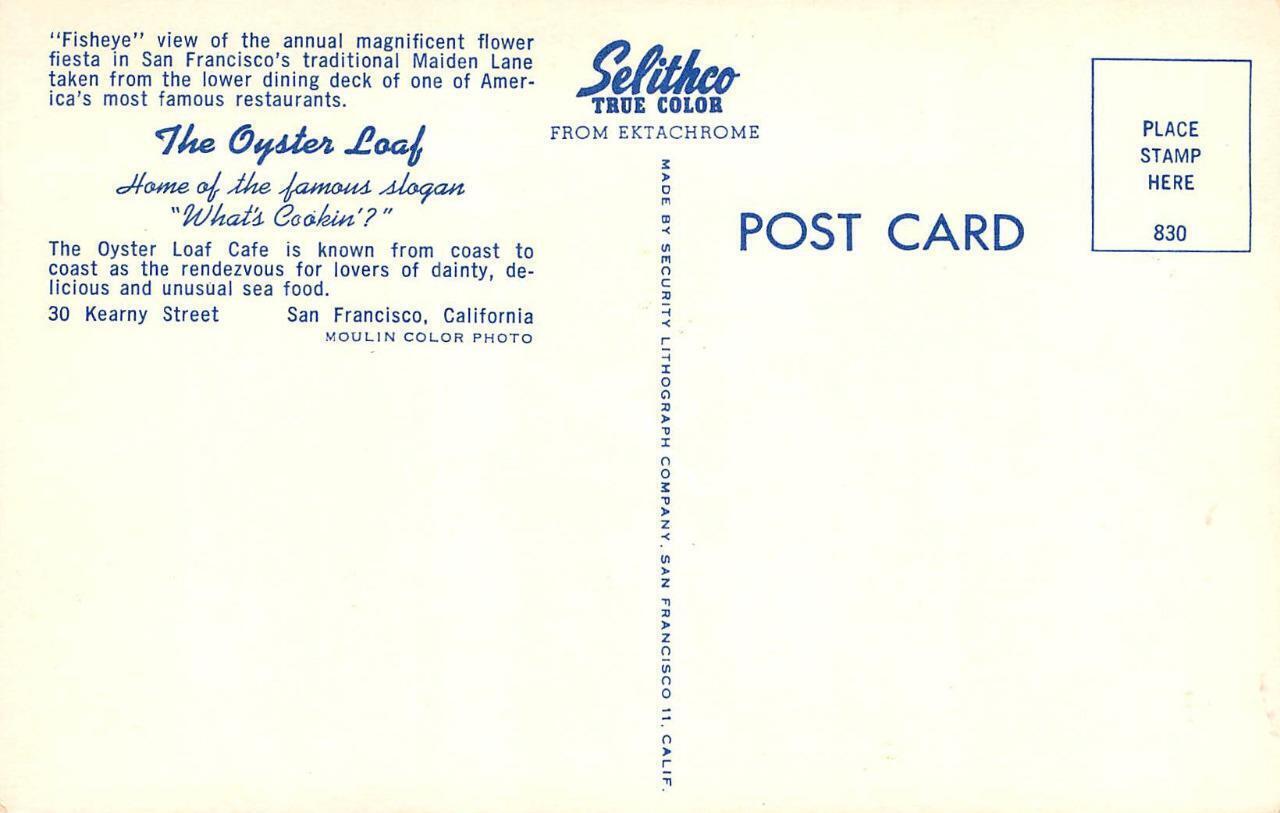 "Fisheye" view of the annual magnificent flower
fiesta in San Francisco's traditional Maiden Lane
taken from the lower dining deck of one of Amer-
ica's most famous restaurants.
The Oyster Loaf
Home of the famous slogan
"What's Cookin'?"
The Oyster Loaf Cafe is known from coast to
coast as the rendezvous for lovers of dainty, de-
licious and unusual sea food.
30 Kearny Street San Francisco, California
MOULIN COLOR PHOTO
Selithco
TRUE COLOR
FROM EKTACHROME
MADE BY SECURITY LITHOGRAPH COMPANY, SAN FRANCISCO 11, CALIF.
POST CARD
PLACE
STAMP
HERE
830